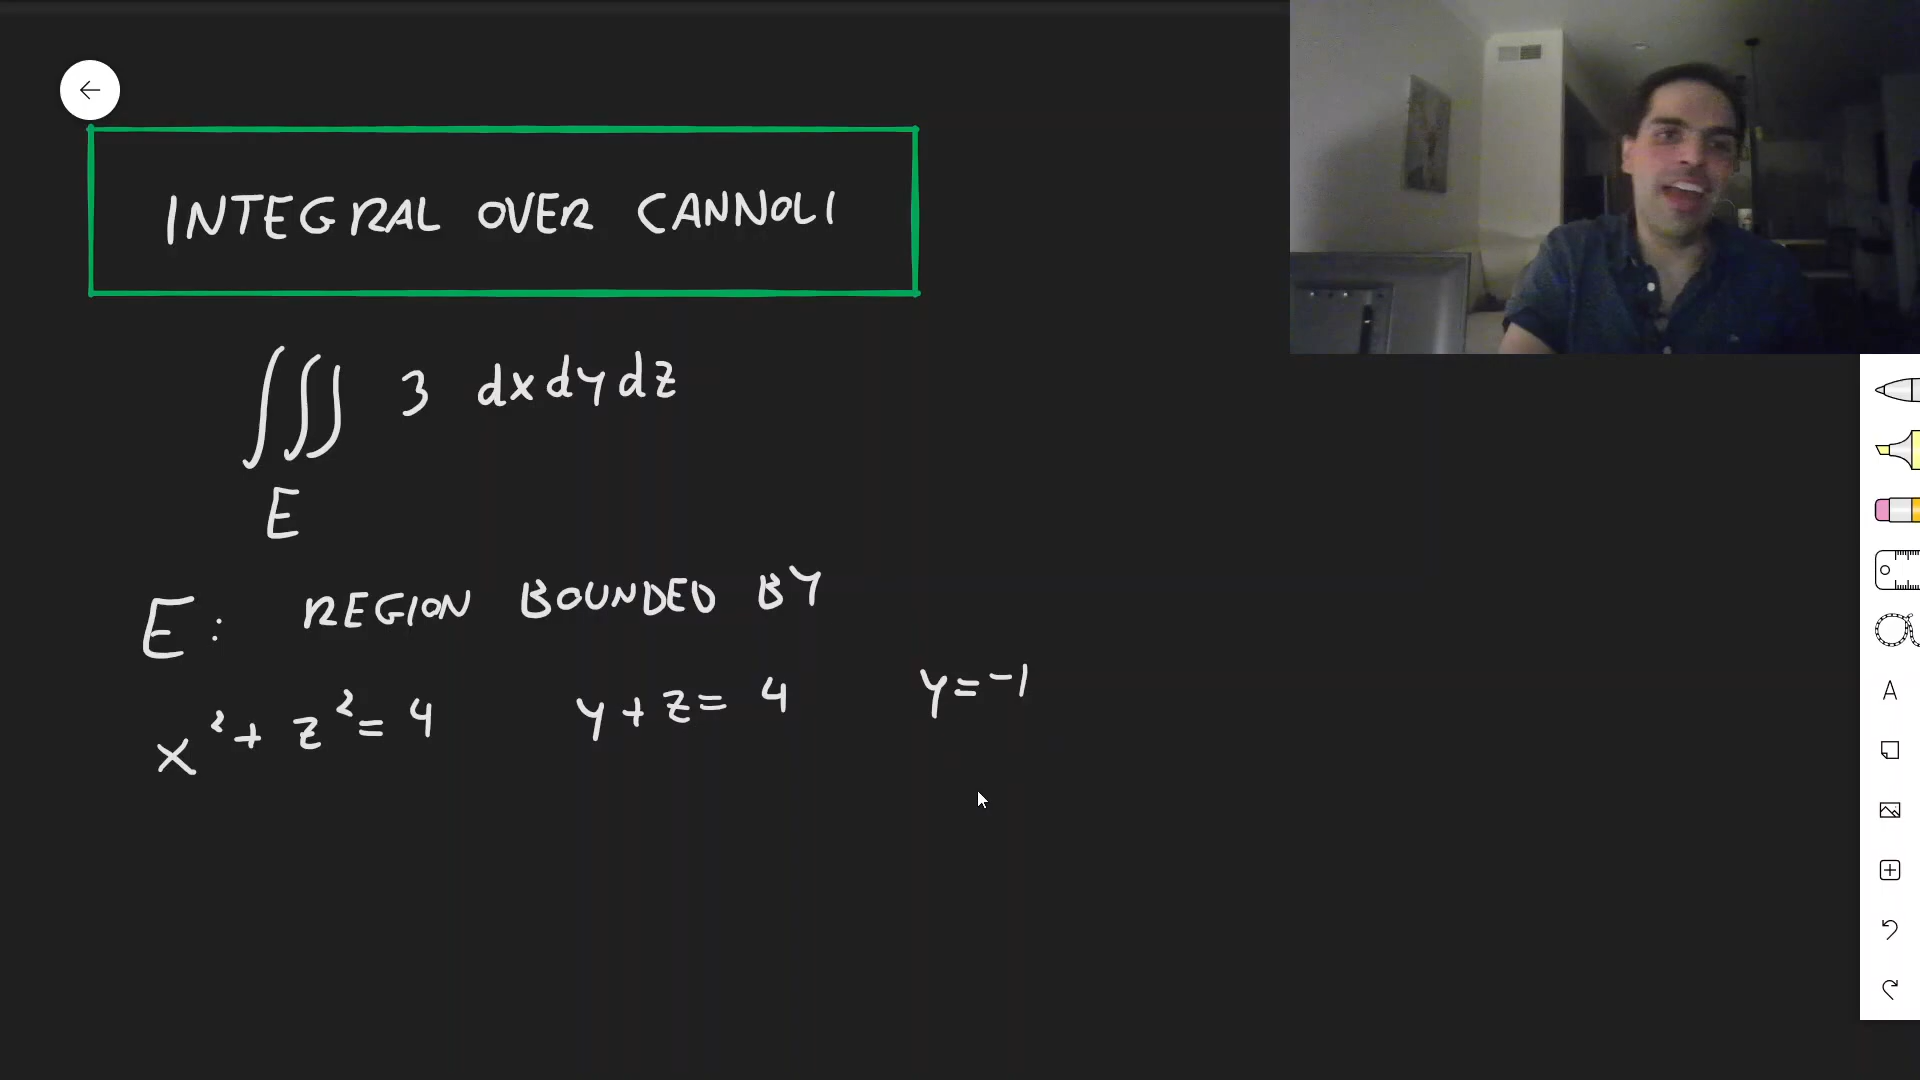 INTEGRAL OVER CANNOLI
∭ 3 dxdydz
E
E: REGION BOUNDED BY
x²+ z²= 4 y+z= 4 y=-1
A